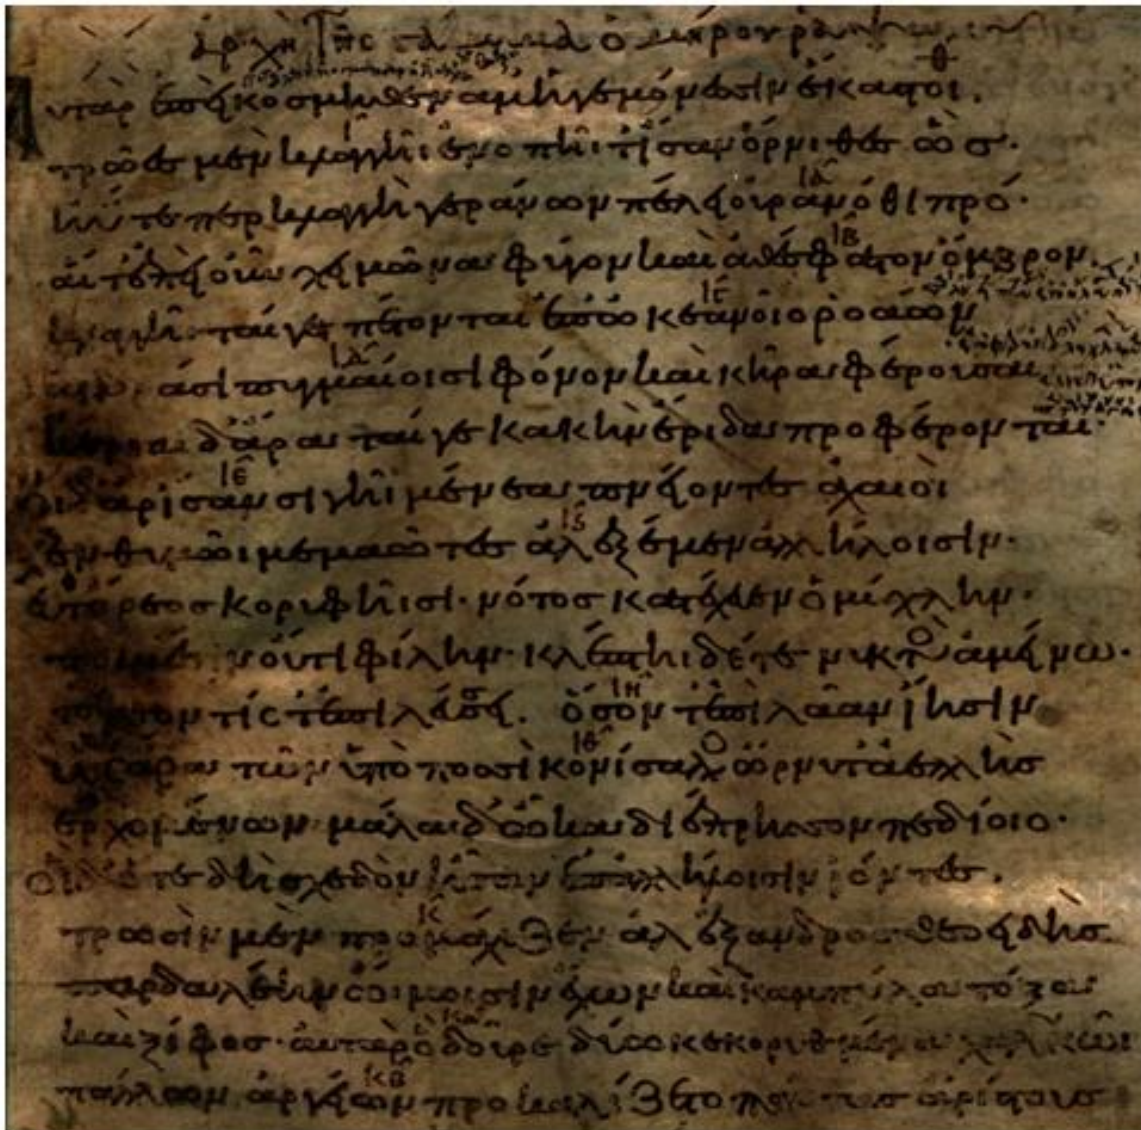 Αὐτὰρ ἐπεὶ κόσμηθεν ἅμ' ἡγεμόνεσσιν ἕκαστοι.
τρῶες μὲν κλαγγῆι ἐνοπῆι τ' ἴσαν ὄρνιθες ὥς·
ἠΰτε περ κλαγγὴ γεράνων πέλει οὐρανόθι πρό·
αἵ τ' ἐπεὶ οὖν χειμῶνα φύγον καὶ ἀθέσφατον ὄμβρον
κλαγγῆι ταί γε πέτονται ἐπ' ὠκεανοῖο ῥοάων
ἀνδράσι πυγμαίοισι φόνον καὶ κῆρα φέρουσαι
ἠέριαι δ' ἄρα ταί γε κακὴν ἔριδα προφέρονται·
Οἱ δ' ἄρ' ἴσαν σιγῆι μένεα πνείοντες ἀχαιοὶ
ἐν θυμῶι μεμαῶτες ἀλεξέμεν ἀλλήλοισιν·
εὖτ' ὄρεος κορυφῆισι· νότος κατέχευεν ὀμίχλην·
ποιμέσιν οὔτι φίλην· κλέπτηι δέ τε νυκτὸς ἀμείνω·
τόσσον τίς τ' ἐπιλεύσσει. ὅσον τ' ἐπὶ λᾶαν ἵησιν
ὣς ἄρα τῶν ὑπὸ ποσσὶ κονίσαλος ὤρνυτ' ἀελλὴς
ἐρχομένων· μάλα δ' ὦκα διέπρησσον πεδίοιο·
Οἱ δ' ὅτε δὴ σχεδὸν ἦσαν ἐπ' ἀλλήλοισιν ἰόντες.
τρωσὶν μὲν προμάχιζεν ἀλέξανδρος θεοειδὴς
παρδαλέην ὤμοισιν ἔχων καὶ καμπύλα τόξα
καὶ ξίφος· αὐτὰρ ὁ δοῦρε δύω κεκορυθμένα χαλκῶι
πάλλων ἀργείων προκαλίζετο πάντας ἀρίστους